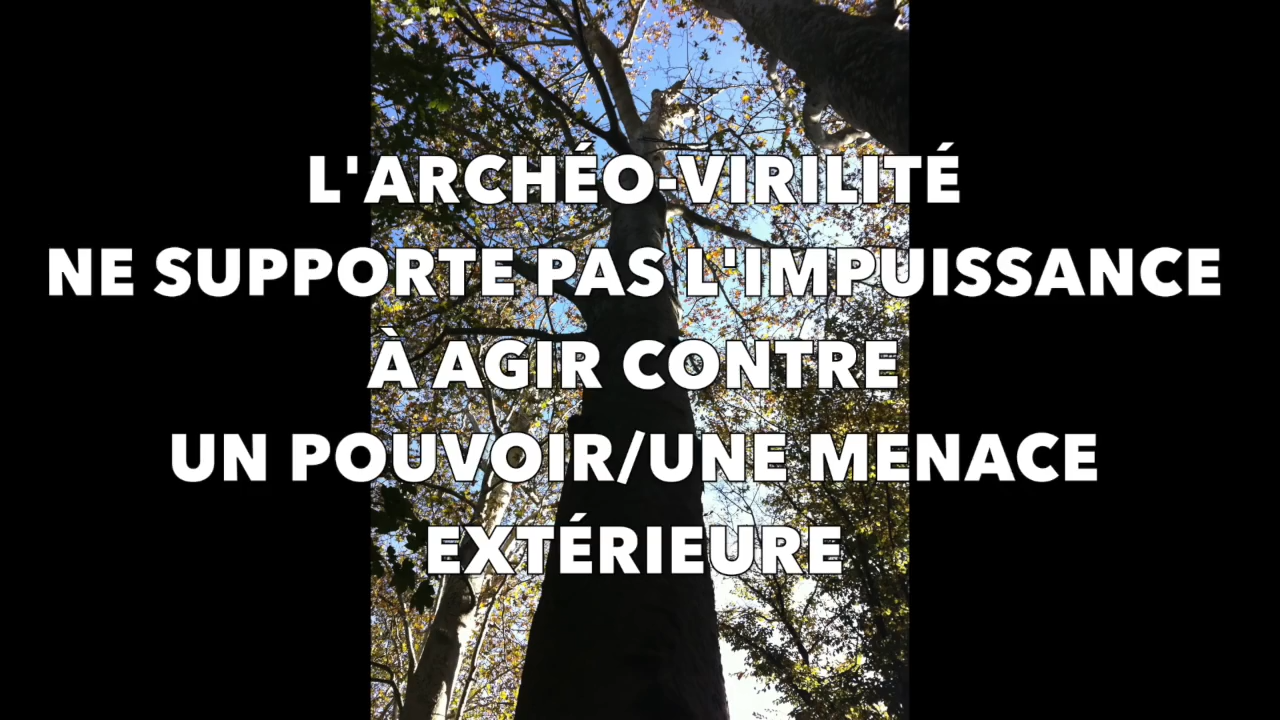 L'ARCHÉO-VIRILITÉ
NE SUPPORTE PAS L'IMPUISSANCE
À AGIR CONTRE
UN POUVOIR/UNE MENACE
EXTÉRIEURE